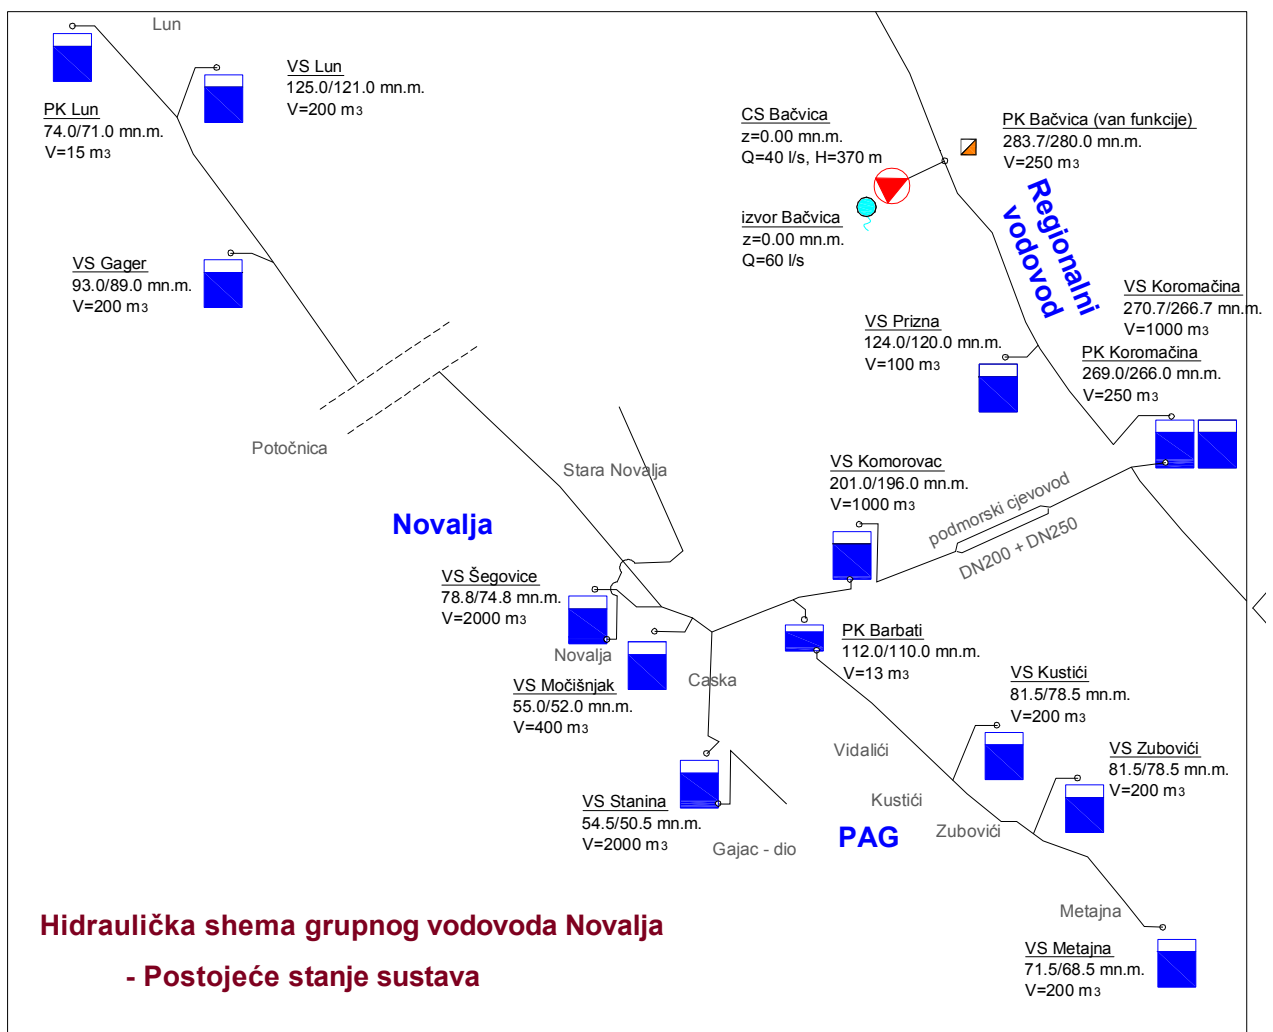 Lun
PK Lun
74.0/71.0 mn.m.
V=15 m3
VS Lun
125.0/121.0 mn.m.
V=200 m3
VS Gager
93.0/89.0 mn.m.
V=200 m3
CS Bačvica
z=0.00 mn.m.
Q=40 l/s, H=370 m
izvor Bačvica
z=0.00 mn.m.
Q=60 l/s
PK Bačvica (van funkcije)
283.7/280.0 mn.m.
V=250 m3
Regionalni
vodovod
VS Koromačina
270.7/266.7 mn.m.
V=1000 m3
PK Koromačina
269.0/266.0 mn.m.
V=250 m3
VS Prizna
124.0/120.0 mn.m.
V=100 m3
Potočnica
Stara Novalja
Novalja
VS Komorovac
201.0/196.0 mn.m.
V=1000 m3
podmorski cjevovod
DN200 + DN250
VS Šegovice
78.8/74.8 mn.m.
V=2000 m3
Novalja
VS Močišnjak
55.0/52.0 mn.m.
V=400 m3
Caska
PK Barbati
112.0/110.0 mn.m.
V=13 m3
VS Kustići
81.5/78.5 mn.m.
V=200 m3
Vidalići
VS Zubovići
81.5/78.5 mn.m.
V=200 m3
VS Stanina
54.5/50.5 mn.m.
V=2000 m3
Kustići
Zubovići
PAG
Gajac - dio
Metajna
VS Metajna
71.5/68.5 mn.m.
V=200 m3
Hidraulička shema grupnog vodovoda Novalja
- Postojeće stanje sustava